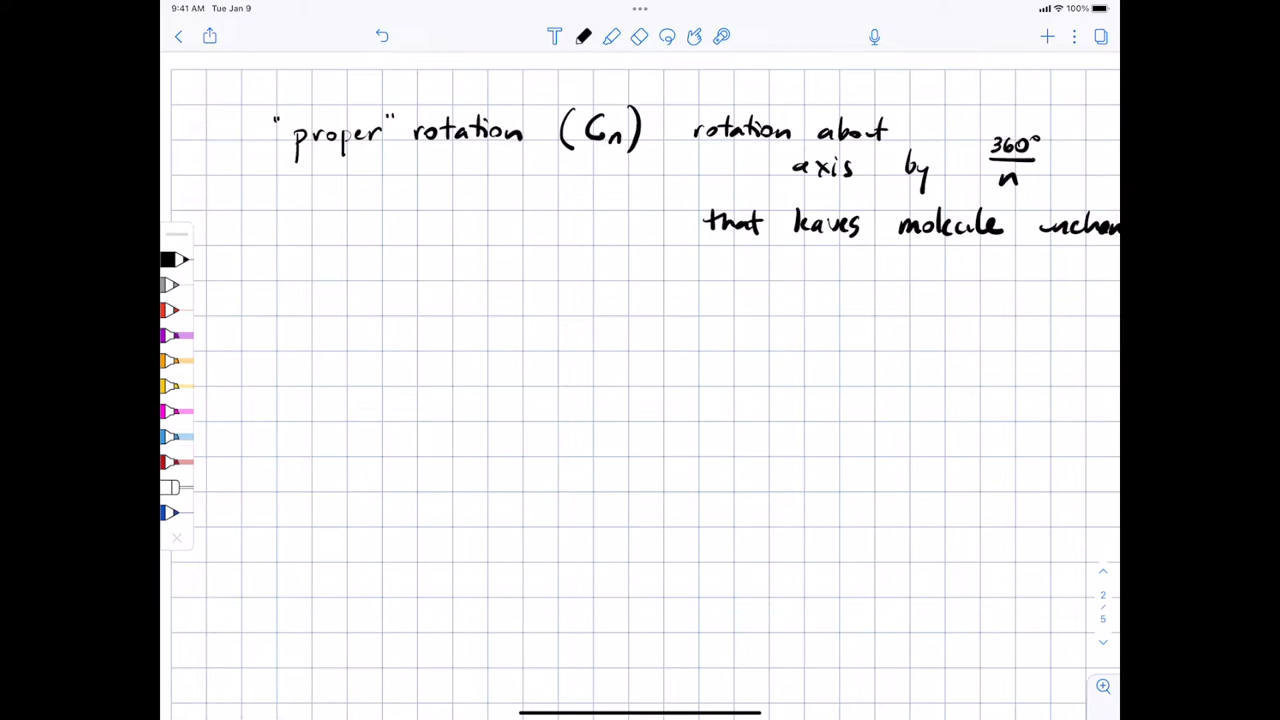 9:41 AM Tue Jan 9
100%
"proper" rotation (Cn) rotation about
axis by 360°/n
that leaves molecule unchan
2
/
5